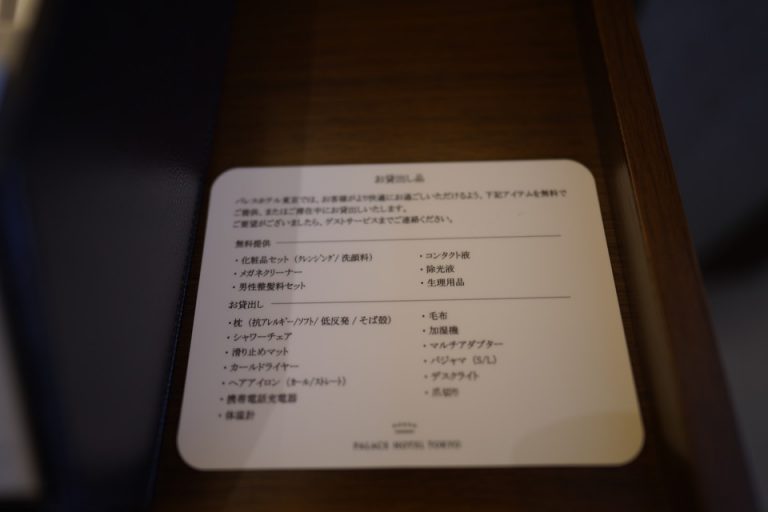 お貸出し品
パレスホテル東京では、お客様がより快適にお過ごしいただけるよう、下記アイテムを無料で
ご提供、またはご滞在中にお貸出しいたします。
ご要望がございましたら、ゲストサービスまでご連絡ください。
無料提供
・化粧品セット（クレンジング/洗顔料）
・メガネクリーナー
・男性整髪料セット
・コンタクト液
・除光液
・生理用品
お貸出し
・枕（抗アレルギー/ソフト/低反発/そば殻）
・シャワーチェア
・滑り止めマット
・カールドライヤー
・ヘアアイロン（カール/ストレート）
・携帯電話充電器
・体温計
・毛布
・加湿機
・マルチアダプター
・パジャマ（S/L）
・デスクライト
・爪切り
PALACE HOTEL TOKYO